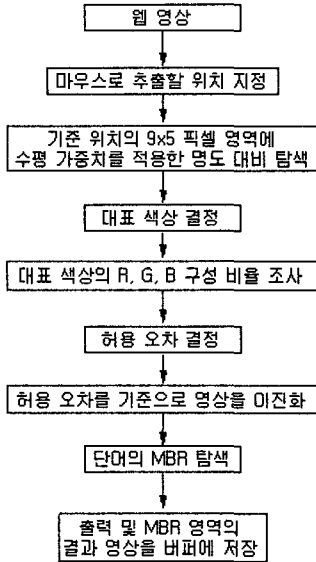 웹 영상
마우스로 추출할 위치 지정
기준 위치의 9x5 픽셀 영역에
수평 가중치를 적용한 명도 대비 탐색
대표 색상 결정
대표 색상의 R, G, B 구성 비율 조사
허용 오차 결정
허용 오차를 기준으로 영상을 이진화
단어의 MBR 탐색
출력 및 MBR 영역의
결과 영상을 버퍼에 저장